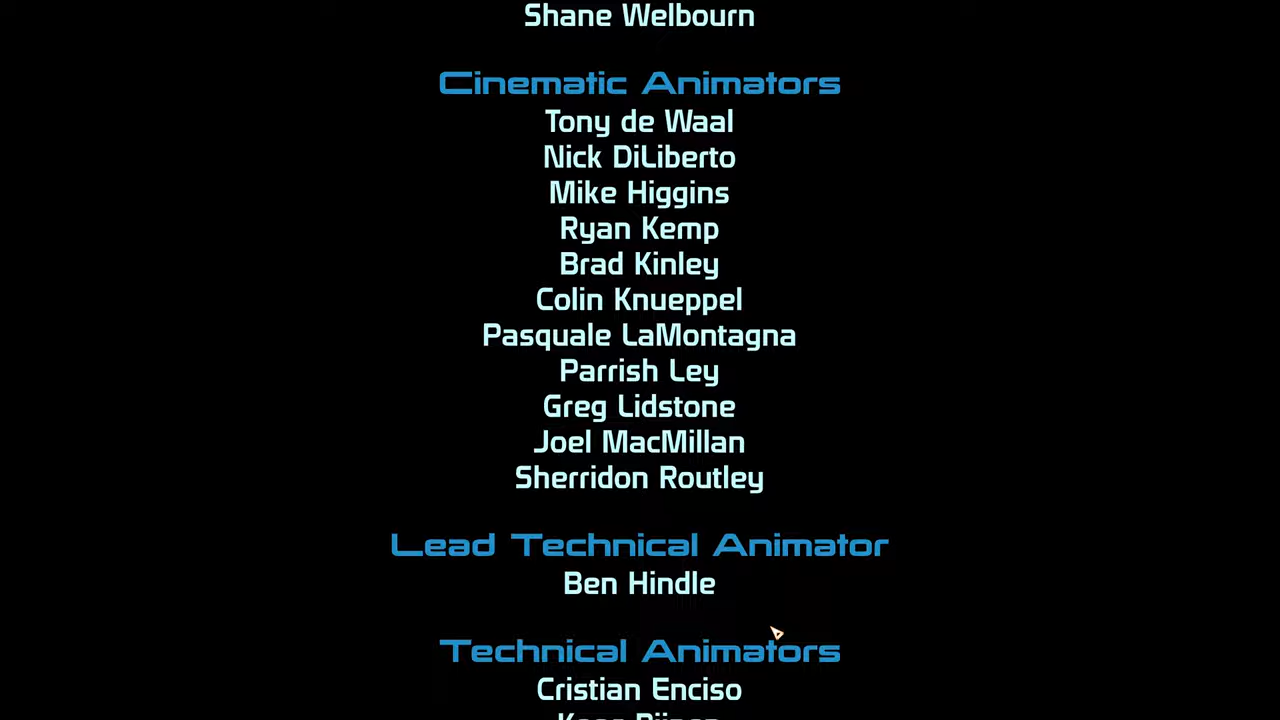 Shane Welbourn
Cinematic Animators
Tony de Waal
Nick DiLiberto
Mike Higgins
Ryan Kemp
Brad Kinley
Colin Knueppel
Pasquale LaMontagna
Parrish Ley
Greg Lidstone
Joel MacMillan
Sherridon Routley
Lead Technical Animator
Ben Hindle
Technical Animators
Cristian Enciso